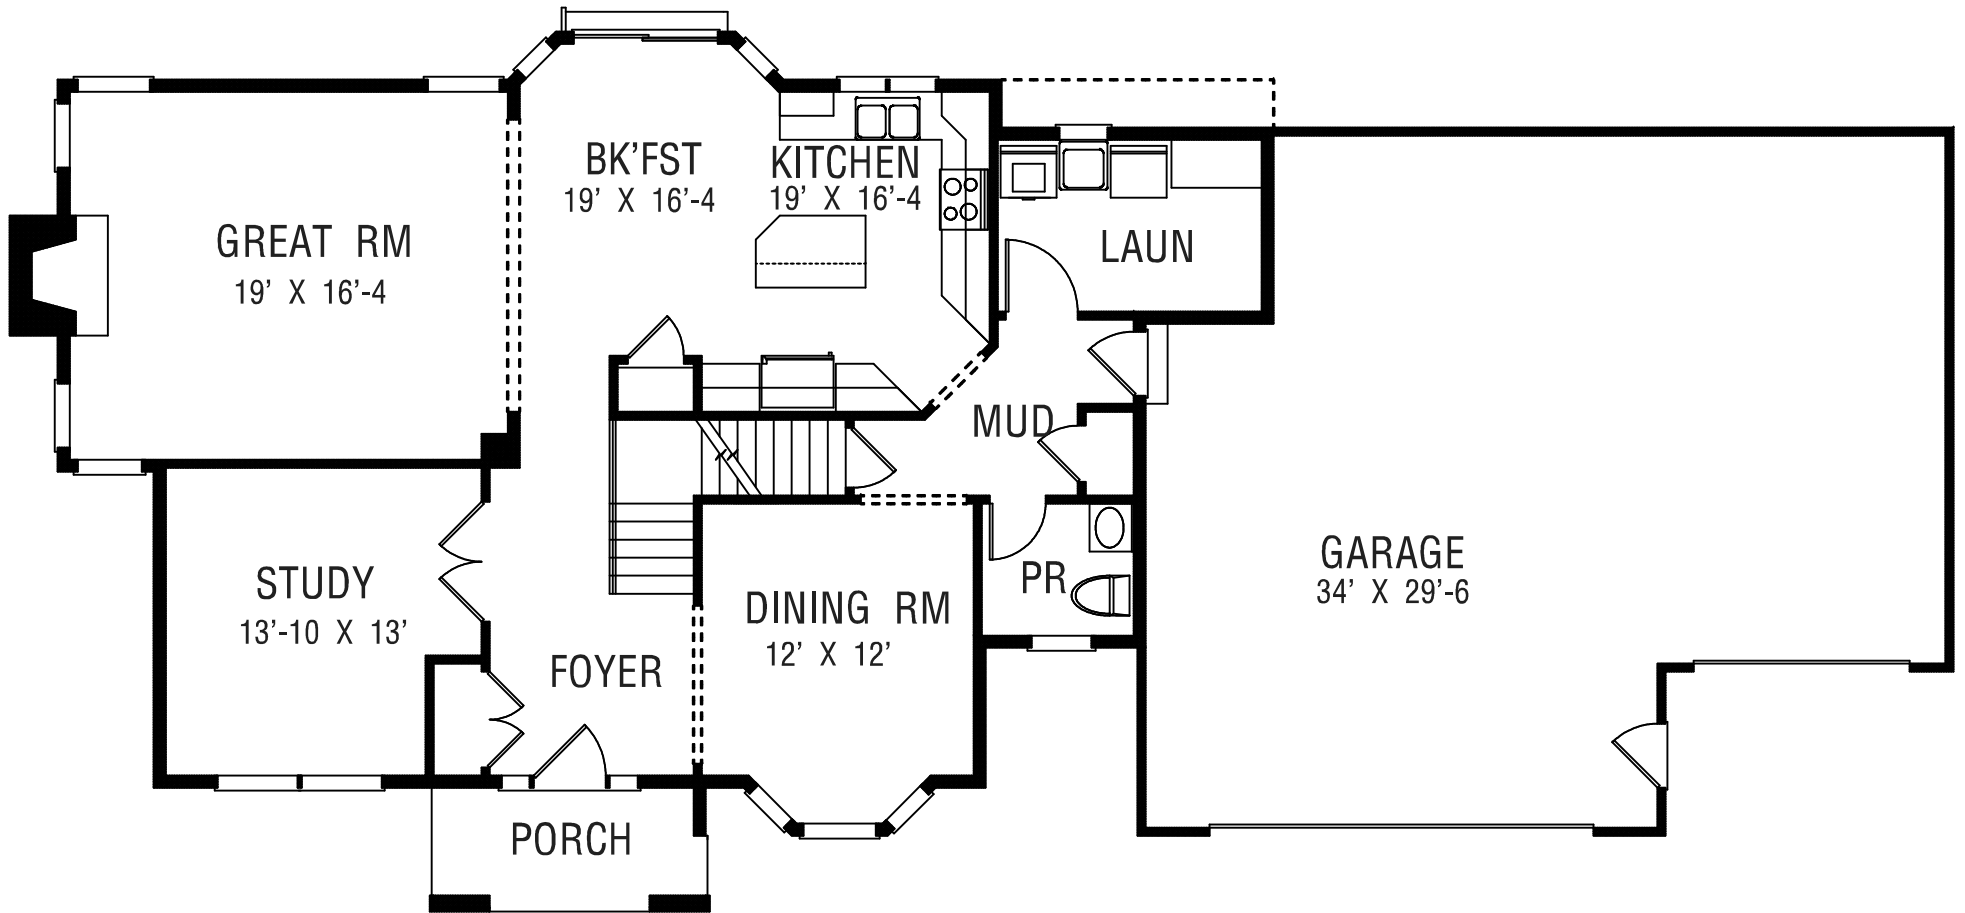 BK'FST
19' X 16'-4
KITCHEN
19' X 16'-4
GREAT RM
19' X 16'-4
LAUN
MUD
STUDY
13'-10 X 13'
FOYER
DINING RM
12' X 12'
PR
GARAGE
34' X 29'-6
PORCH